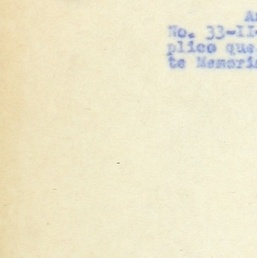 A
No. 33-II-
plico que
te Memoria